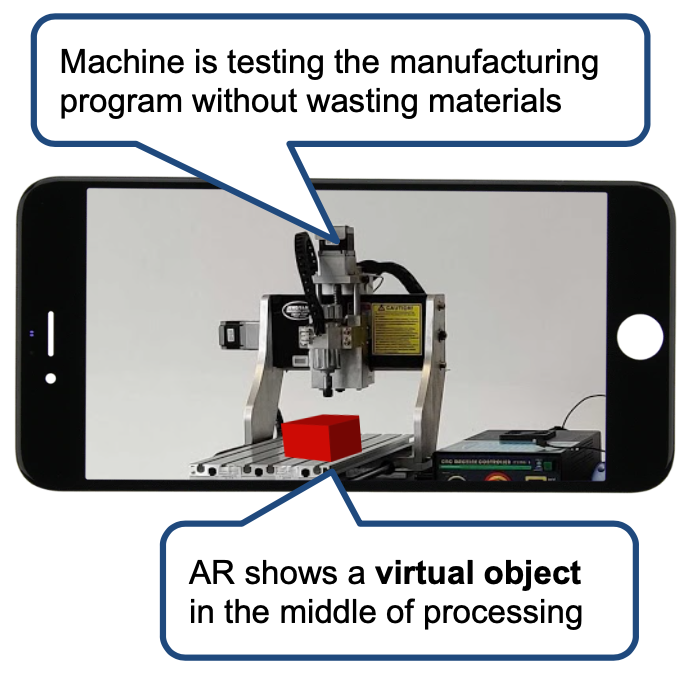 Machine is testing the manufacturing
program without wasting materials
CAUTION!
CNC MACHINE CONTROLLER
AR shows a virtual object
in the middle of processing